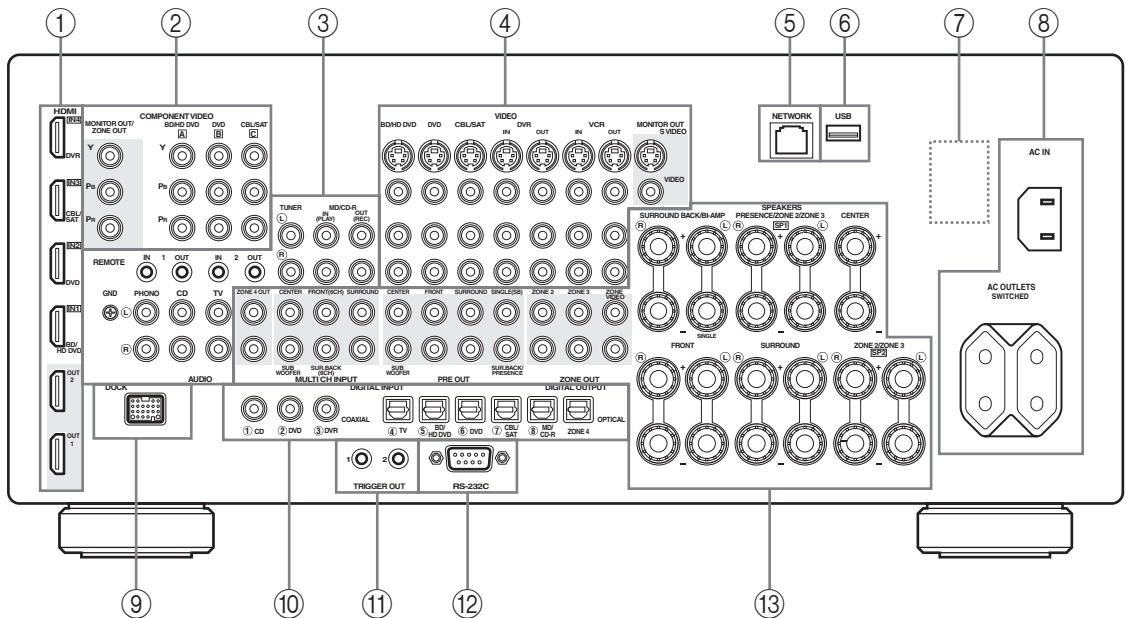 ① ② ③ ④ ⑤ ⑥ ⑦ ⑧
HDMI
IN4
DVR
IN3
CBL/
SAT
IN2
DVD
IN1
BD/
HD DVD
OUT
2
OUT
1
COMPONENT VIDEO
MONITOR OUT/
ZONE OUT
BD/HD DVD DVD CBL/SAT
A B C
Y Y
PB PB
PR PR
REMOTE IN 1 OUT IN 2 OUT
GND PHONO CD TV
L
R
AUDIO
TUNER MD/CD-R
IN
(PLAY)
OUT
(REC)
L
R
VIDEO
BD/HD DVD DVD CBL/SAT DVR VCR MONITOR OUT
IN OUT IN OUT S VIDEO
VIDEO
ZONE 4 OUT CENTER FRONT(6CH) SURROUND CENTER FRONT SURROUND SINGLE(SB) ZONE 2 ZONE 3 ZONE
VIDEO
SUB
WOOFER
SUR.BACK
(8CH)
SUB
WOOFER
SUR.BACK/
PRESENCE
MULTI CH INPUT PRE OUT ZONE OUT
NETWORK
USB
AC IN
AC OUTLETS
SWITCHED
SPEAKERS
SURROUND BACK/BI-AMP PRESENCE/ZONE 2/ZONE 3 CENTER
SP1
R L R L
+ + +
– – –
SINGLE
FRONT SURROUND ZONE 2/ZONE 3
SP2
R L R L R L
+ + +
– – –
DOCK
DIGITAL INPUT DIGITAL OUTPUT
COAXIAL OPTICAL
① CD ② DVD ③ DVR ④ TV ⑤ BD/
HD DVD
⑥ DVD ⑦ CBL/
SAT
⑧ MD/
CD-R
ZONE 4
1 2
TRIGGER OUT
RS-232C
⑨ ⑩ ⑪ ⑫ ⑬